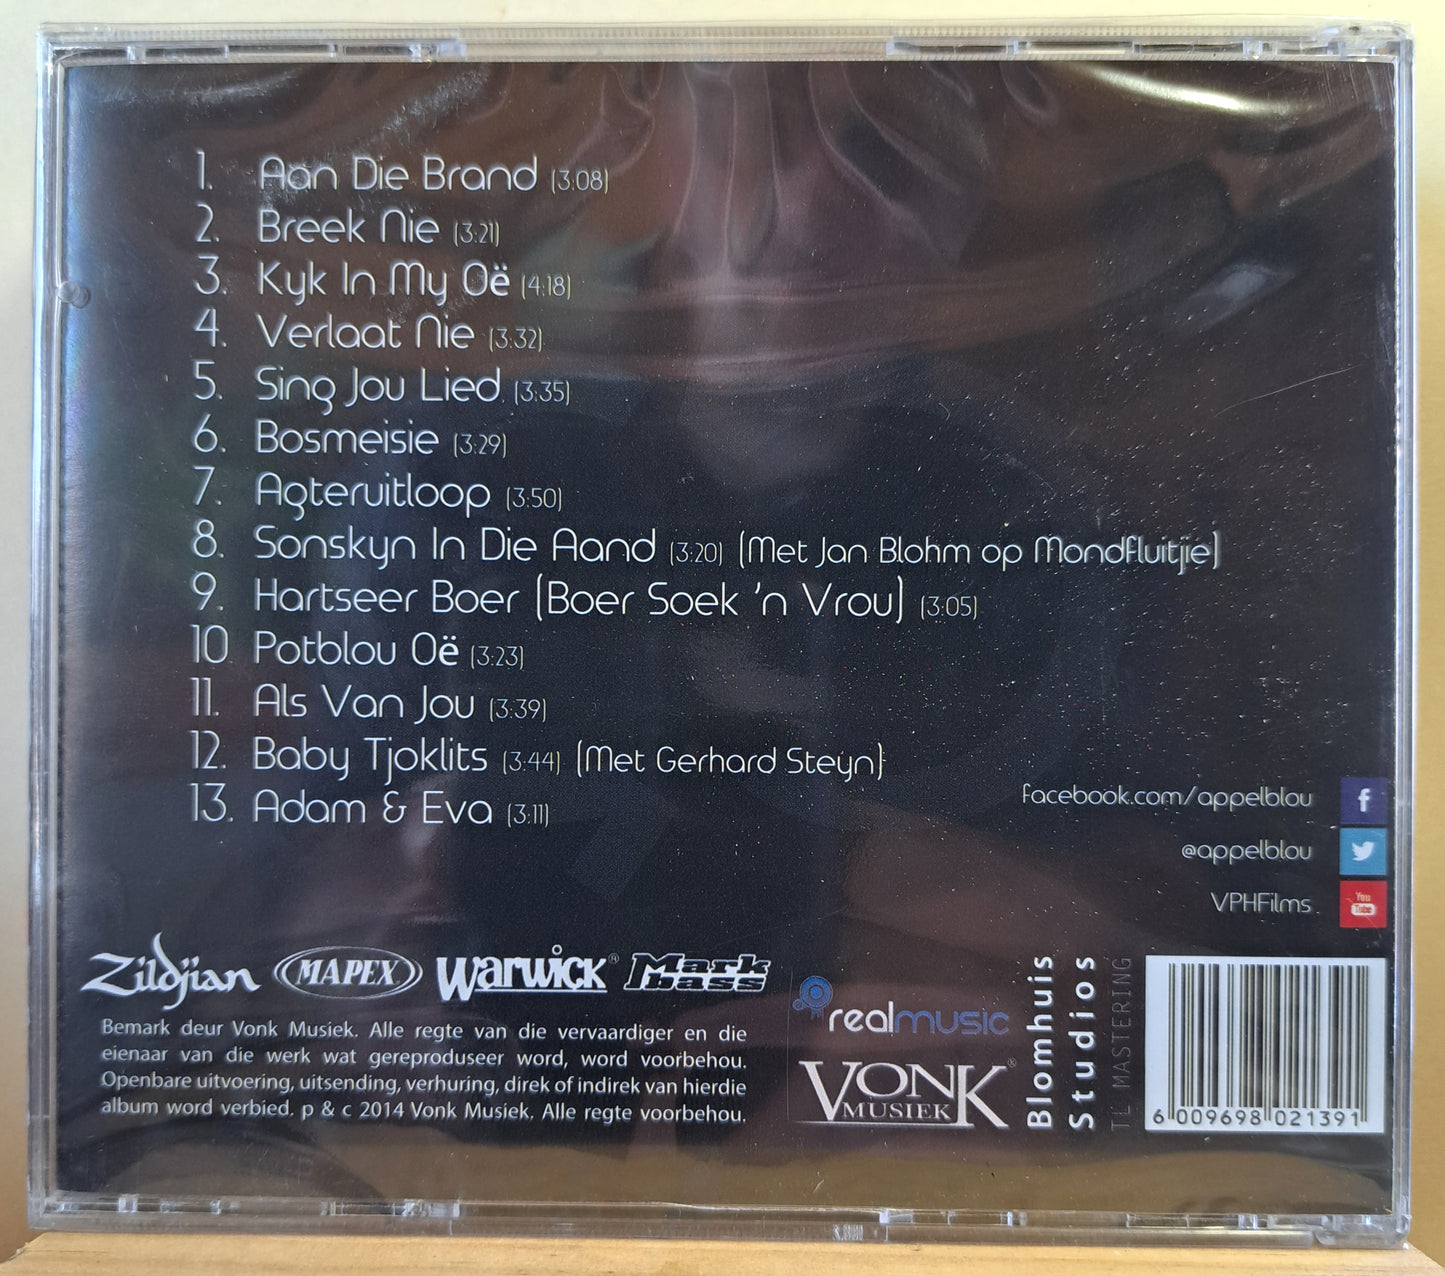 1. Aan Die Brand (3:08)
2. Breek Nie (3:21)
3. Kyk In My Oë (4:18)
4. Verlaat Nie (3:32)
5. Sing Jou Lied (3:35)
6. Bosmeisie (3:29)
7. Agteruitloop (3:50)
8. Sonskyn In Die Aand (3:20) (Met Jan Blohm op Mondfluitjie)
9. Hartseer Boer (Boer Soek 'n Vrou) (3:05)
10 Potblou Oë (3:23)
11. Als Van Jou (3:39)
12. Baby Tjoklits (3:44) (Met Gerhard Steyn)
13. Adam & Eva (3:11)
facebook.com/appelblou f
@appelblou
VPHFilms You Tube
Zildjian MAPEX Warwick® Mark bass
Bemark deur Vonk Musiek. Alle regte van die vervaardiger en die
eienaar van die werk wat gereproduseer word, word voorbehou.
Openbare uitvoering, uitsending, verhuring, direk of indirek van hierdie
album word verbied. p & c 2014 Vonk Musiek. Alle regte voorbehou.
realmusic
VONK®
MUSIEK
Blomhuis
Studios
TL MASTERING
6 009698 021391